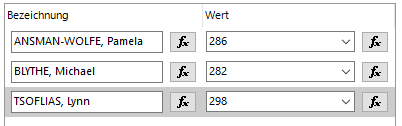 Bezeichnung Wert
ANSMAN-WOLFE, Pamela fx 286 fx
BLYTHE, Michael fx 282 fx
TSOFLIAS, Lynn fx 298 fx